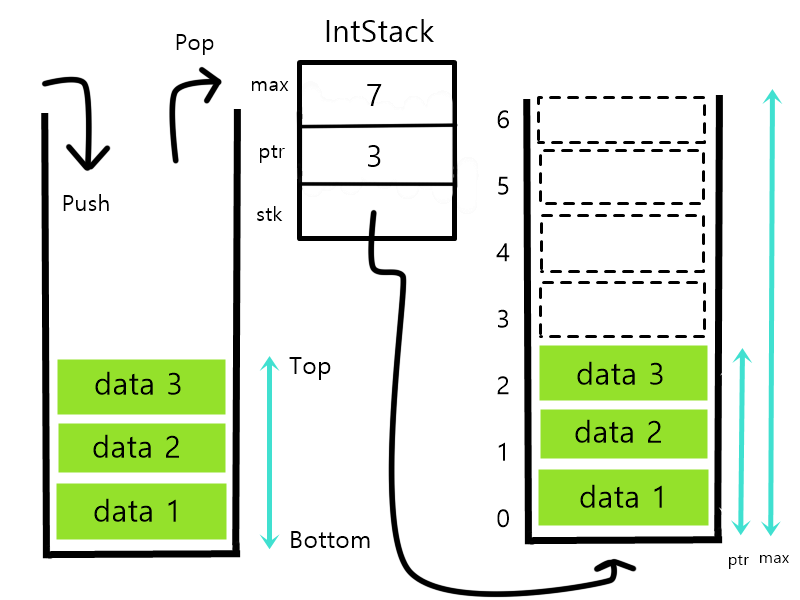 Pop
Push
data 3
data 2
data 1
Top
Bottom
IntStack
max
7
ptr
3
stk
6
5
4
3
2
data 3
1
data 2
0
data 1
ptr
max